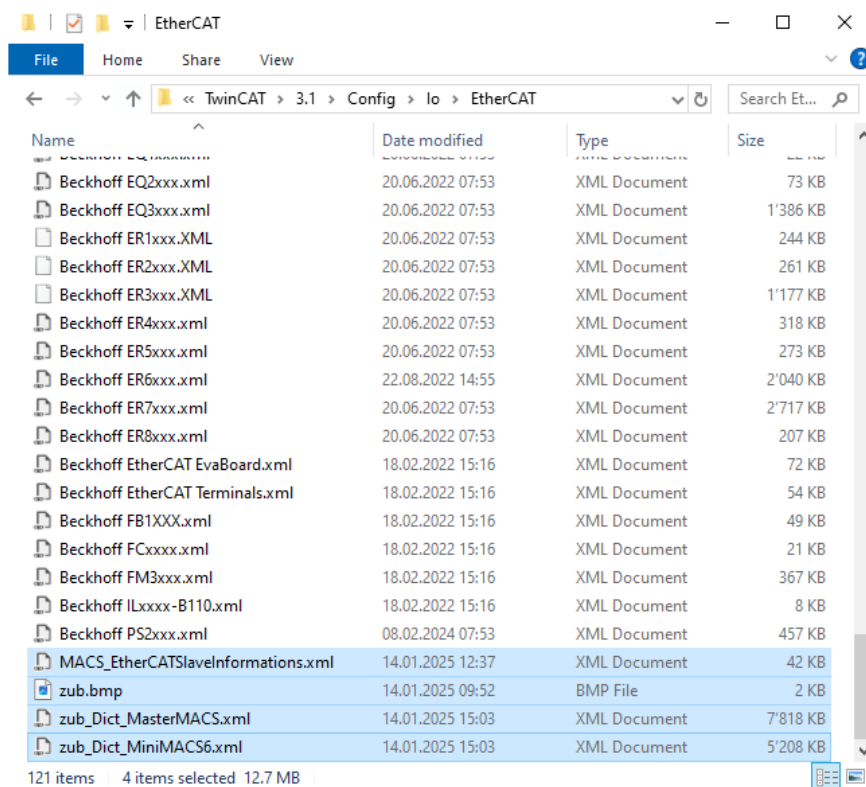 EtherCAT
File Home Share View
« TwinCAT > 3.1 > Config > Io > EtherCAT Search Et...
Name Date modified Type Size
Beckhoff EQ2xxx.xml 20.06.2022 07:53 XML Document 73 KB
Beckhoff EQ3xxx.xml 20.06.2022 07:53 XML Document 1'386 KB
Beckhoff ER1xxx.XML 20.06.2022 07:53 XML Document 244 KB
Beckhoff ER2xxx.XML 20.06.2022 07:53 XML Document 261 KB
Beckhoff ER3xxx.XML 20.06.2022 07:53 XML Document 1'177 KB
Beckhoff ER4xxx.xml 20.06.2022 07:53 XML Document 318 KB
Beckhoff ER5xxx.xml 20.06.2022 07:53 XML Document 273 KB
Beckhoff ER6xxx.xml 22.08.2022 14:55 XML Document 2'040 KB
Beckhoff ER7xxx.xml 20.06.2022 07:53 XML Document 2'717 KB
Beckhoff ER8xxx.xml 20.06.2022 07:53 XML Document 207 KB
Beckhoff EtherCAT EvaBoard.xml 18.02.2022 15:16 XML Document 72 KB
Beckhoff EtherCAT Terminals.xml 18.02.2022 15:16 XML Document 54 KB
Beckhoff FB1XXX.xml 18.02.2022 15:16 XML Document 49 KB
Beckhoff FCxxxx.xml 18.02.2022 15:16 XML Document 21 KB
Beckhoff FM3xxx.xml 18.02.2022 15:16 XML Document 367 KB
Beckhoff ILxxxx-B110.xml 18.02.2022 15:16 XML Document 8 KB
Beckhoff PS2xxx.xml 08.02.2024 07:53 XML Document 457 KB
MACS_EtherCATSlaveInformations.xml 14.01.2025 12:37 XML Document 42 KB
zub.bmp 14.01.2025 09:52 BMP File 2 KB
zub_Dict_MasterMACS.xml 14.01.2025 15:03 XML Document 7'818 KB
zub_Dict_MiniMACS6.xml 14.01.2025 15:03 XML Document 5'208 KB
121 items 4 items selected 12.7 MB